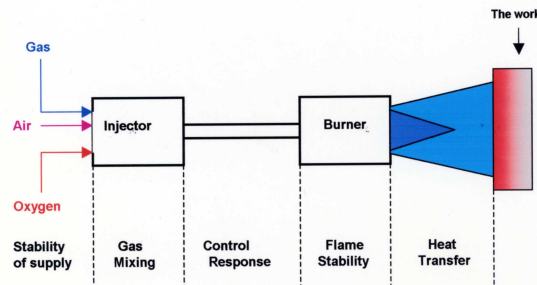 The work
Gas
Air
Injector
Burner
Oxygen
Stability
of supply
Gas
Mixing
Control
Response
Flame
Stability
Heat
Transfer